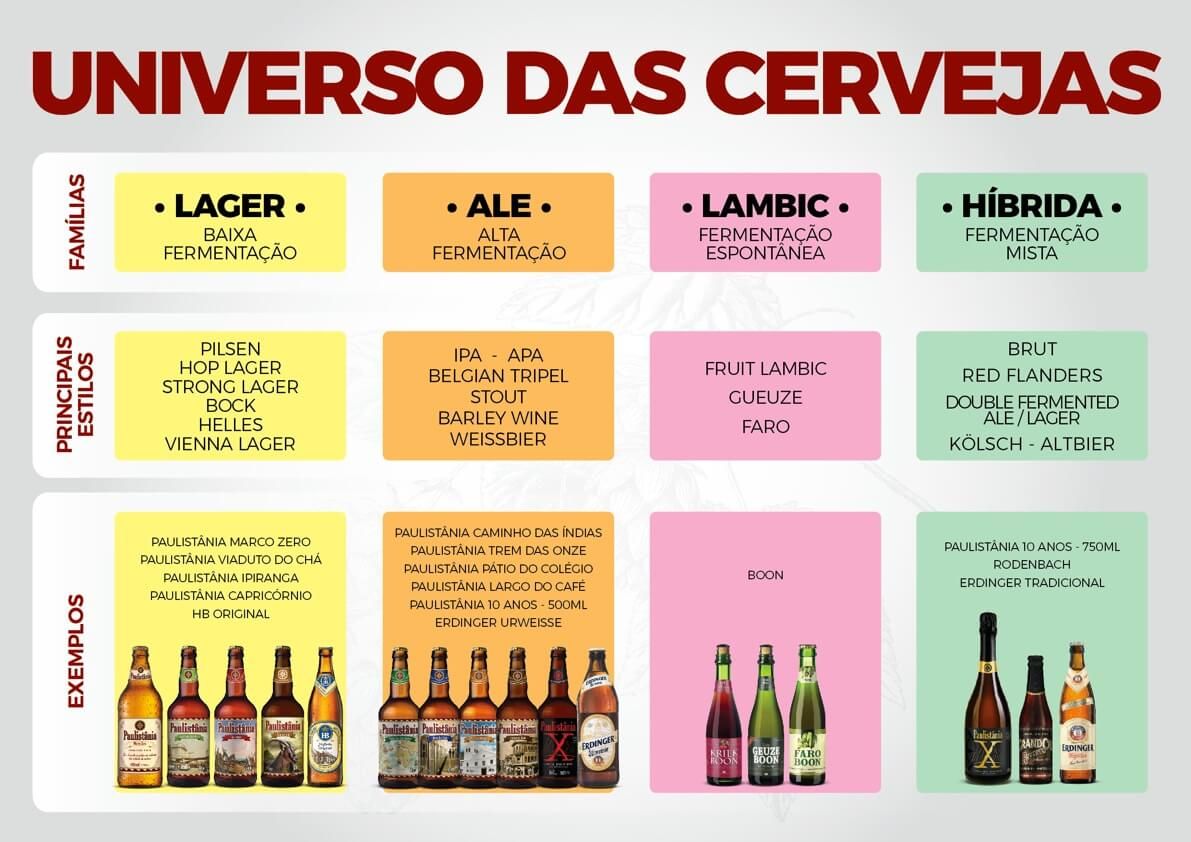 UNIVERSO DAS CERVEJAS
FAMÍLIAS
• LAGER •
BAIXA
FERMENTAÇÃO
• ALE •
ALTA
FERMENTAÇÃO
• LAMBIC •
FERMENTAÇÃO
ESPONTÂNEA
• HÍBRIDA •
FERMENTAÇÃO
MISTA
PRINCIPAIS
ESTILOS
PILSEN
HOP LAGER
STRONG LAGER
BOCK
HELLES
VIENNA LAGER
IPA - APA
BELGIAN TRIPEL
STOUT
BARLEY WINE
WEISSBIER
FRUIT LAMBIC
GUEUZE
FARO
BRUT
RED FLANDERS
DOUBLE FERMENTED
ALE / LAGER
KÖLSCH - ALTBIER
EXEMPLOS
PAULISTÂNIA MARCO ZERO
PAULISTÂNIA VIADUTO DO CHÁ
PAULISTÂNIA IPIRANGA
PAULISTÂNIA CAPRICÓRNIO
HB ORIGINAL
Paulistânia
Paulistânia
Paulistânia
Paulistânia
HB
PAULISTÂNIA CAMINHO DAS ÍNDIAS
PAULISTÂNIA TREM DAS ONZE
PAULISTÂNIA PÁTIO DO COLÉGIO
PAULISTÂNIA LARGO DO CAFÉ
PAULISTÂNIA 10 ANOS - 500ML
ERDINGER URWEISSE
Paulistânia
Paulistânia
Paulistânia
Paulistânia
Paulistânia
X
ERDINGER
BOON
KRIEK
BOON
GEUZE
BOON
FARO
BOON
PAULISTÂNIA 10 ANOS - 750ML
RODENBACH
ERDINGER TRADICIONAL
Paulistânia
X
ERDINGER